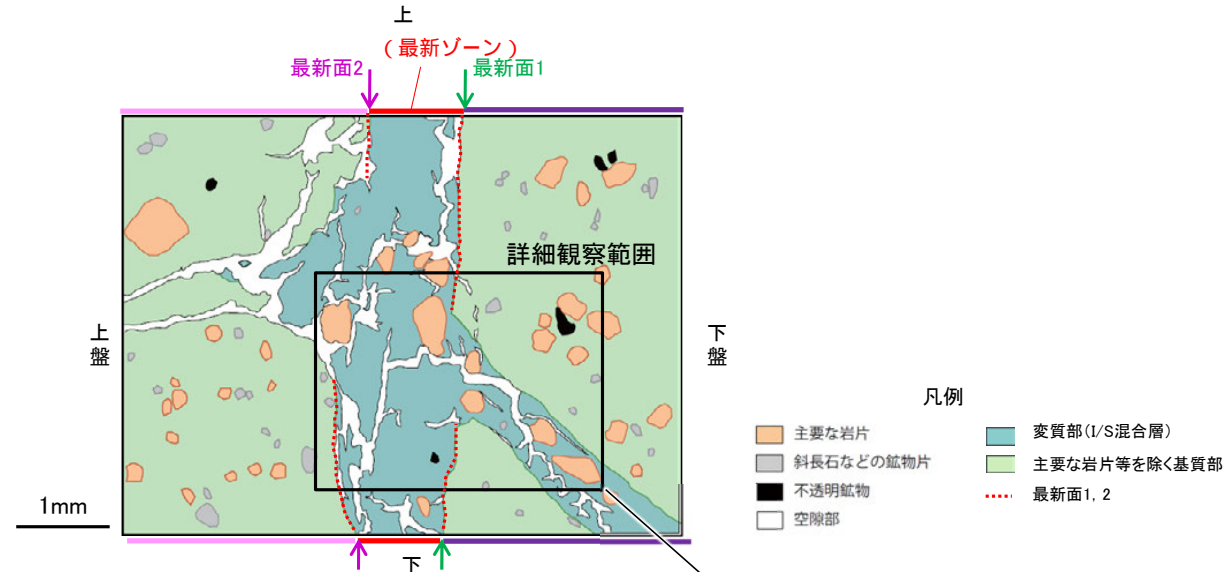 上
(最新ゾーン)
最新面2
最新面1
詳細観察範囲
上盤
下盤
1mm
下
凡例
主要な岩片
斜長石などの鉱物片
不透明鉱物
空隙部
変質部(I/S混合層)
主要な岩片等を除く基質部
最新面1, 2